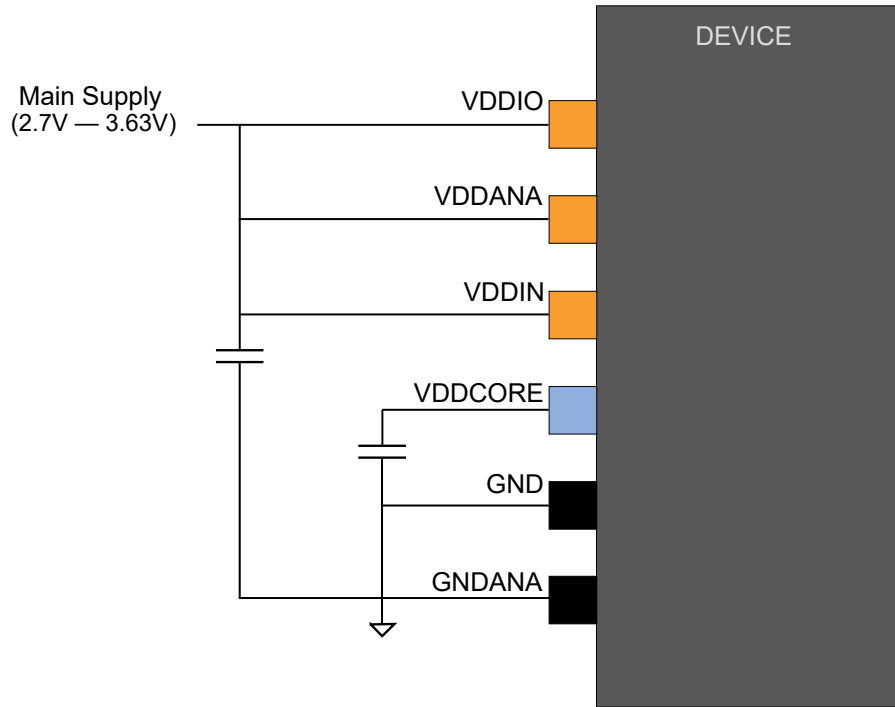 DEVICE
Main Supply
(2.7V — 3.63V)
VDDIO
VDDANA
VDDIN
VDDCORE
GND
GNDANA